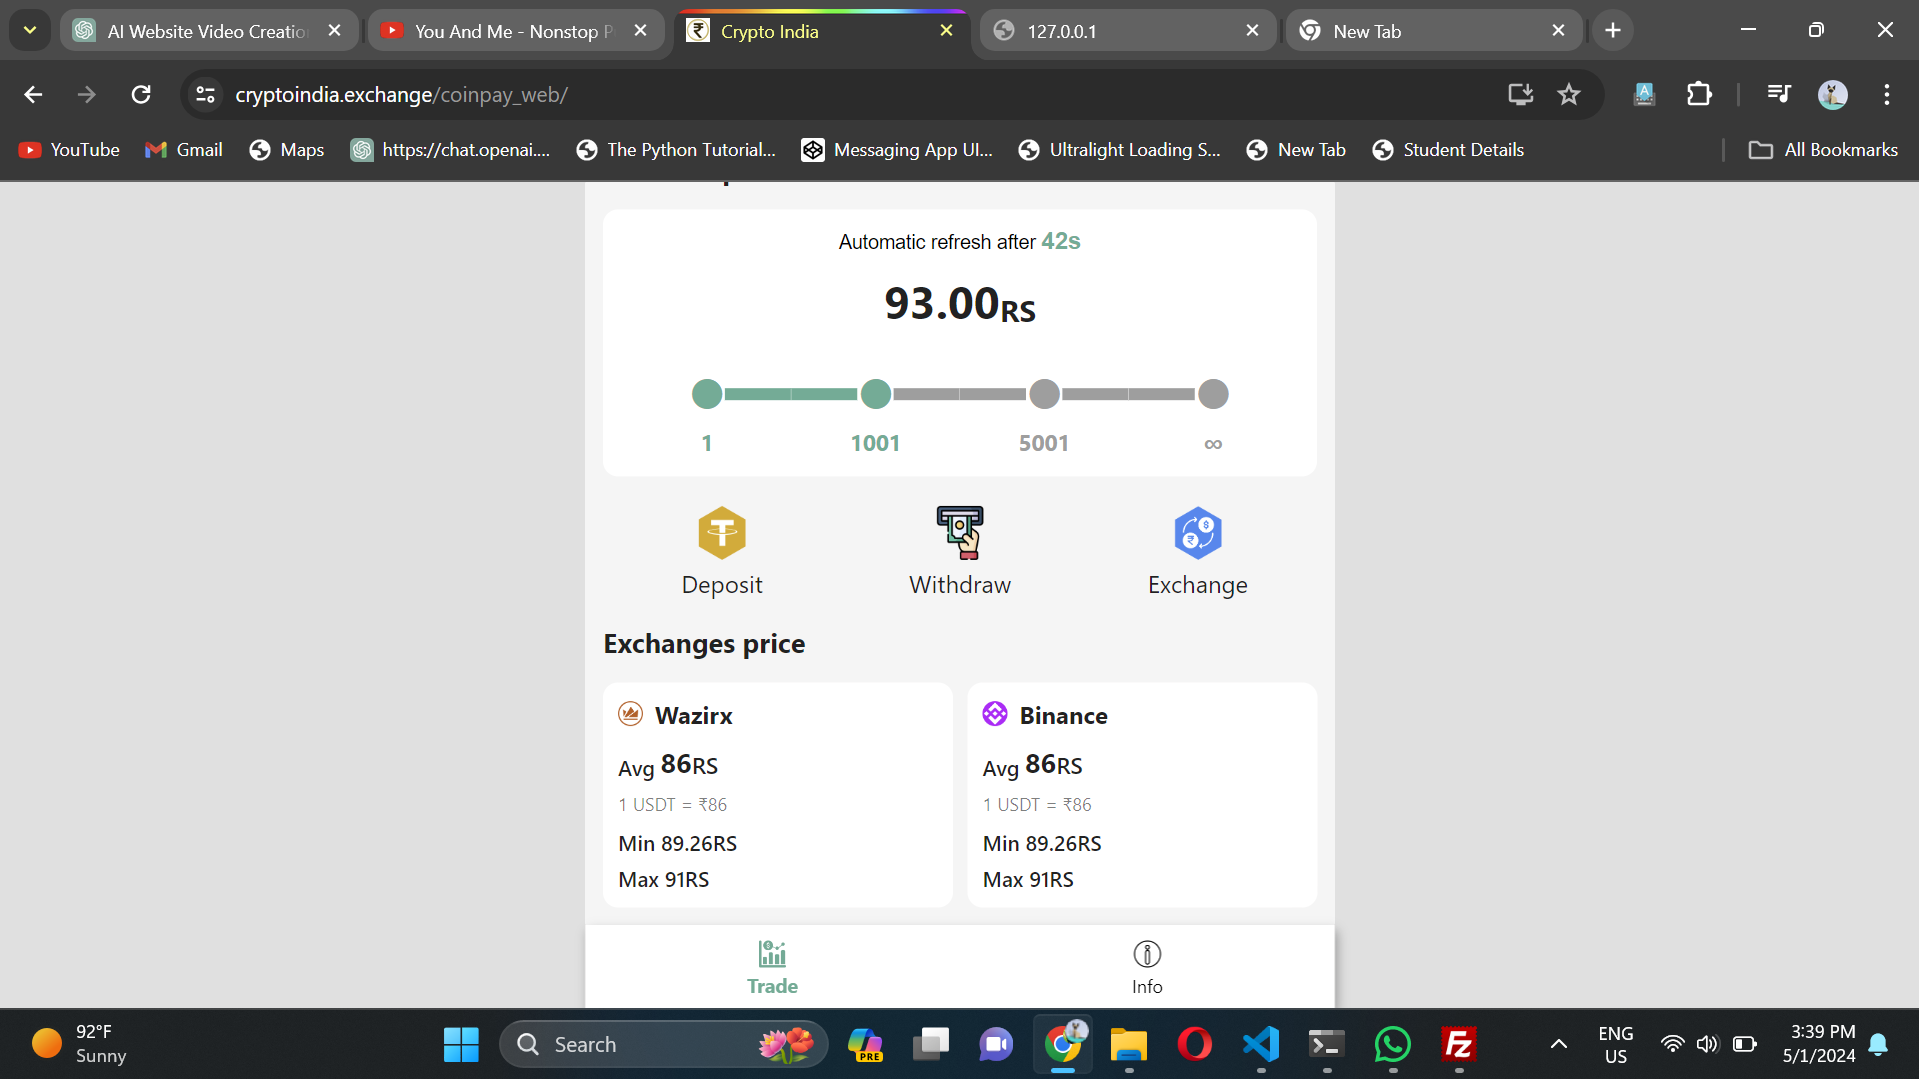 AI Website Video Creatio
You And Me - Nonstop P
Crypto India
127.0.0.1
New Tab
cryptoindia.exchange/coinpay_web/
YouTube
Gmail
Maps
https://chat.openai....
The Python Tutorial...
Messaging App UI...
Ultralight Loading S...
New Tab
Student Details
All Bookmarks
Automatic refresh after 42s
93.00RS
1 1001 5001 ∞
Deposit Withdraw Exchange
Exchanges price
Wazirx
Avg 86RS
1 USDT = ₹86
Min 89.26RS
Max 91RS
Binance
Avg 86RS
1 USDT = ₹86
Min 89.26RS
Max 91RS
Trade
Info
92°F
Sunny
Search
PRE
ENG
US
3:39 PM
5/1/2024